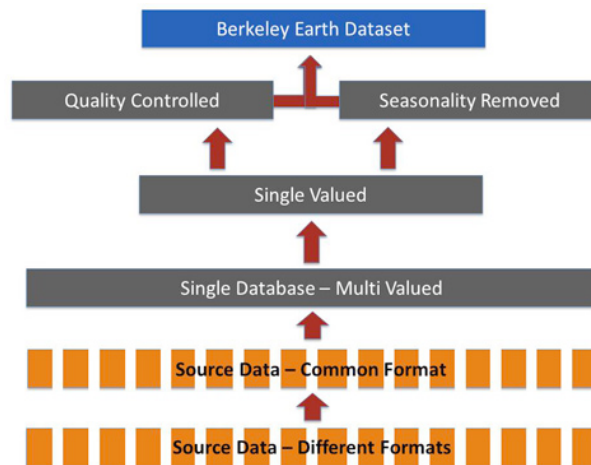 Berkeley Earth Dataset
Quality Controlled
Seasonality Removed
Single Valued
Single Database – Multi Valued
Source Data – Common Format
Source Data – Different Formats